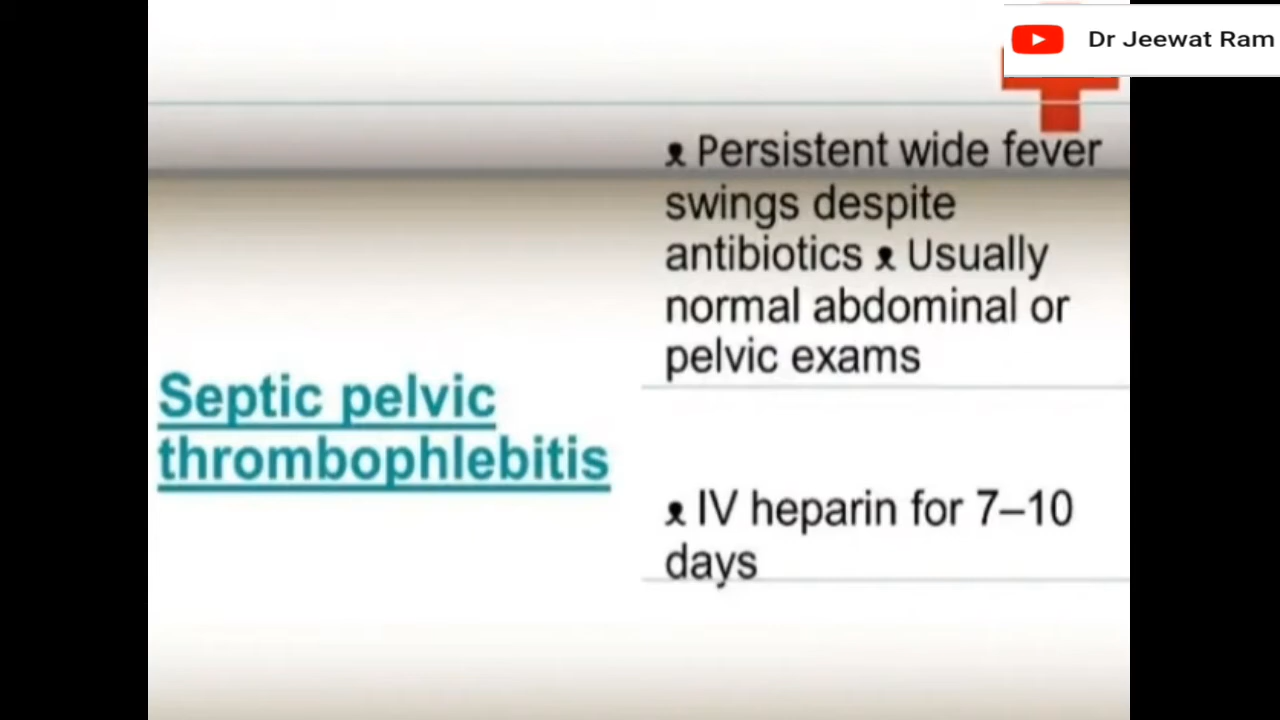 Dr Jeewat Ram
ᴥ Persistent wide fever
swings despite
antibiotics ᴥ Usually
normal abdominal or
pelvic exams
Septic pelvic
thrombophlebitis
ᴥ IV heparin for 7–10
days